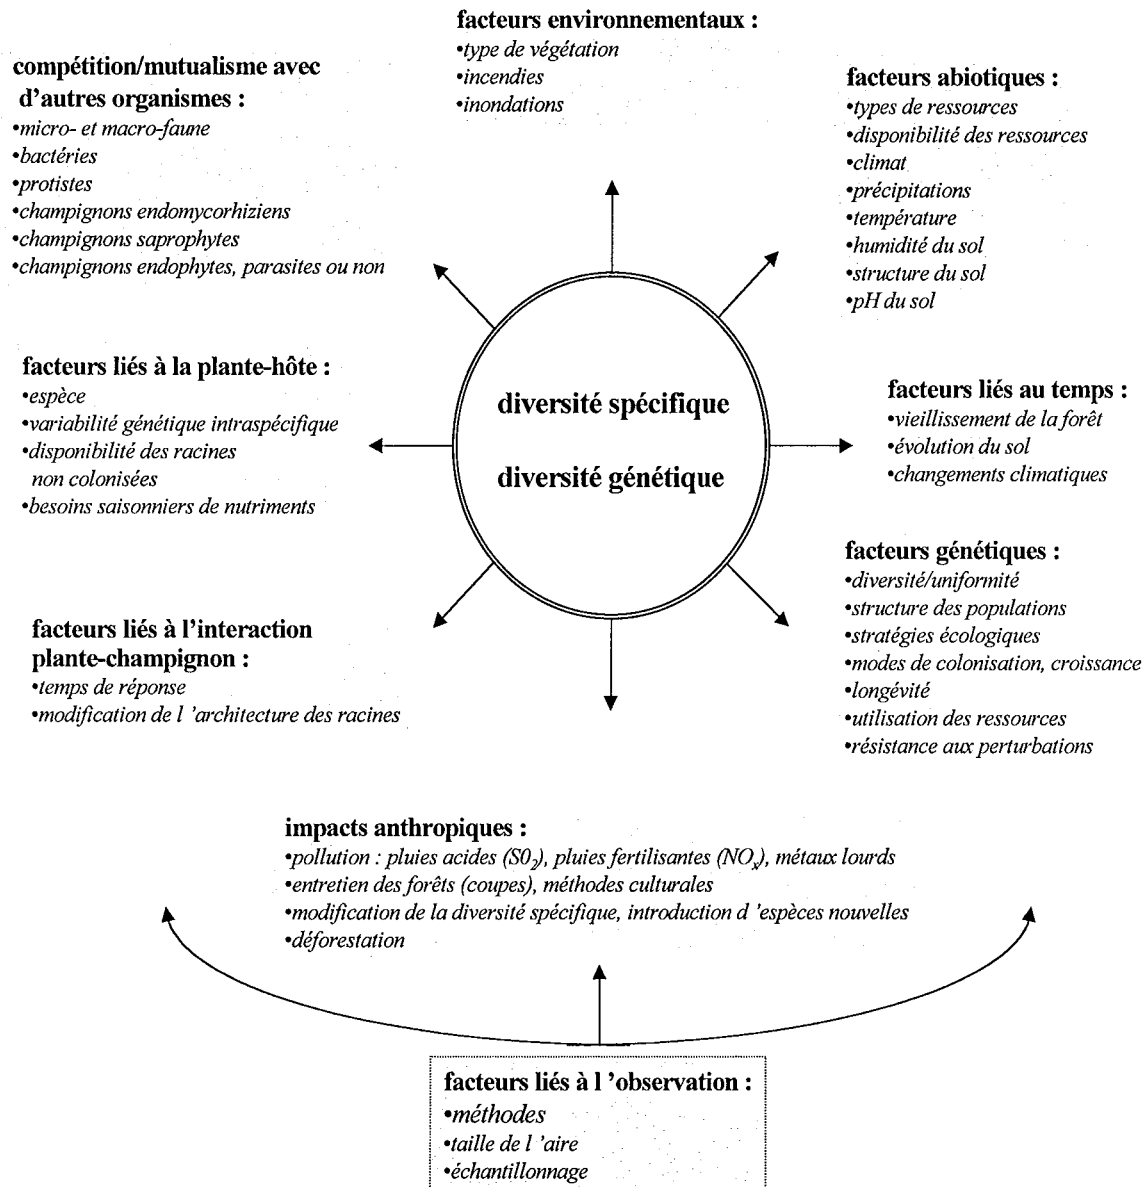 facteurs environnementaux :
•type de végétation
•incendies
•inondations
compétition/mutualisme avec
d'autres organismes :
•micro- et macro-faune
•bactéries
•protistes
•champignons endomycorhiziens
•champignons saprophytes
•champignons endophytes, parasites ou non
facteurs abiotiques :
•types de ressources
•disponibilité des ressources
•climat
•précipitations
•température
•humidité du sol
•structure du sol
•pH du sol
facteurs liés à la plante-hôte :
•espèce
•variabilité génétique intraspécifique
•disponibilité des racines
non colonisées
•besoins saisonniers de nutriments
diversité spécifique
diversité génétique
facteurs liés au temps :
•vieillissement de la forêt
•évolution du sol
•changements climatiques
facteurs génétiques :
•diversité/uniformité
•structure des populations
•stratégies écologiques
•modes de colonisation, croissance
•longévité
•utilisation des ressources
•résistance aux perturbations
facteurs liés à l'interaction
plante-champignon :
•temps de réponse
•modification de l 'architecture des racines
impacts anthropiques :
•pollution : pluies acides (S0₂), pluies fertilisantes (NOₓ), métaux lourds
•entretien des forêts (coupes), méthodes culturales
•modification de la diversité spécifique, introduction d 'espèces nouvelles
•déforestation
facteurs liés à l 'observation :
•méthodes
•taille de l 'aire
•échantillonnage